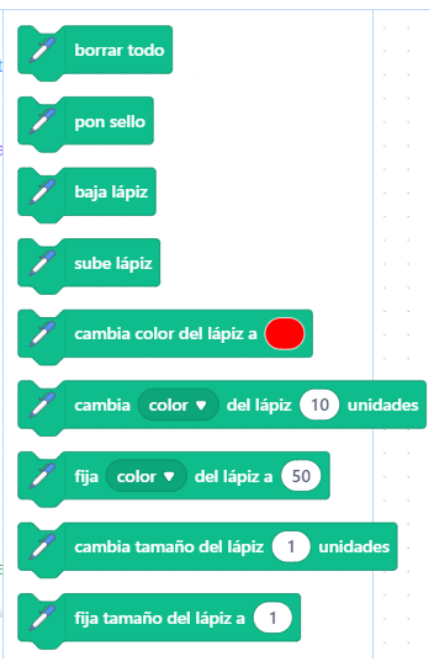 borrar todo
pon sello
baja lápiz
sube lápiz
cambia color del lápiz a
cambia color ▼ del lápiz 10 unidades
fija color ▼ del lápiz a 50
cambia tamaño del lápiz 1 unidades
fija tamaño del lápiz a 1